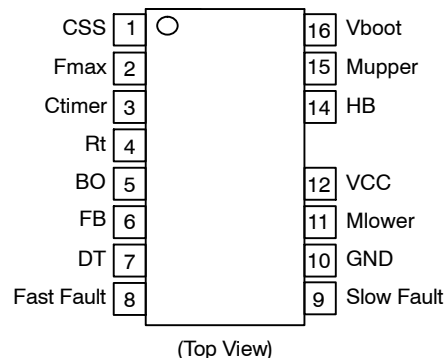 CSS 1 16 Vboot
Fmax 2 15 Mupper
Ctimer 3 14 HB
Rt 4
BO 5 12 VCC
FB 6 11 Mlower
DT 7 10 GND
Fast Fault 8 9 Slow Fault
(Top View)